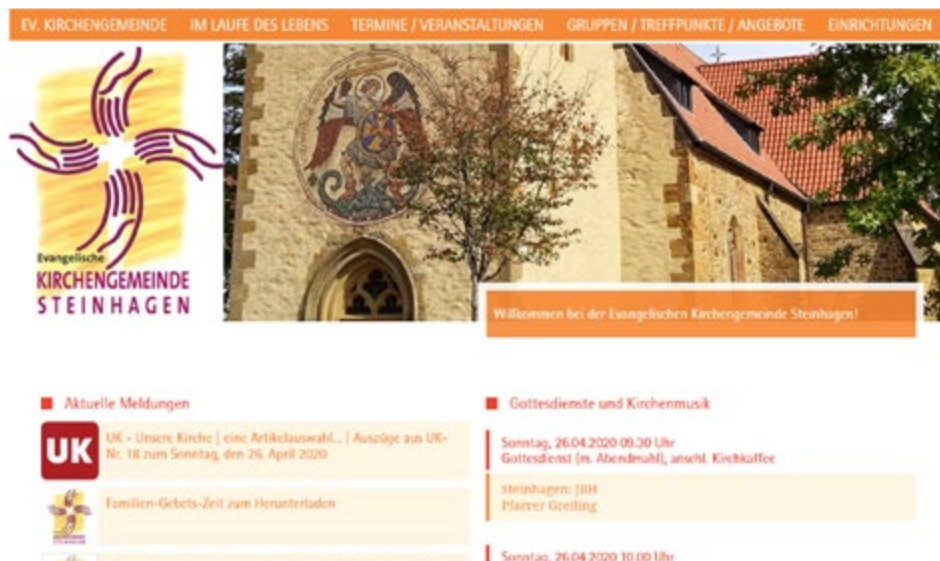 EV. KIRCHENGEMEINDE IM LAUFE DES LEBENS TERMINE / VERANSTALTUNGEN GRUPPEN / TREFFPUNKTE / ANGEBOTE EINRICHTUNGEN
Evangelische
KIRCHENGEMEINDE
STEINHAGEN
Willkommen bei der Evangelischen Kirchengemeinde Steinhagen!
Aktuelle Meldungen
UK
UK - Unsere Kirche | eine Artikelauswahl... | Auszüge aus UK-
Nr. 18 zum Sonntag, den 26. April 2020
Familien-Gebets-Zeit zum Herunterladen
Gottesdienste und Kirchenmusik
Sonntag, 26.04.2020 09.30 Uhr
Gottesdienst (m. Abendmahl), anschl. Kirchkaffee
Steinhagen: JBH
Pfarrer Greiling
Sonntag, 26.04.2020 10.00 Uhr